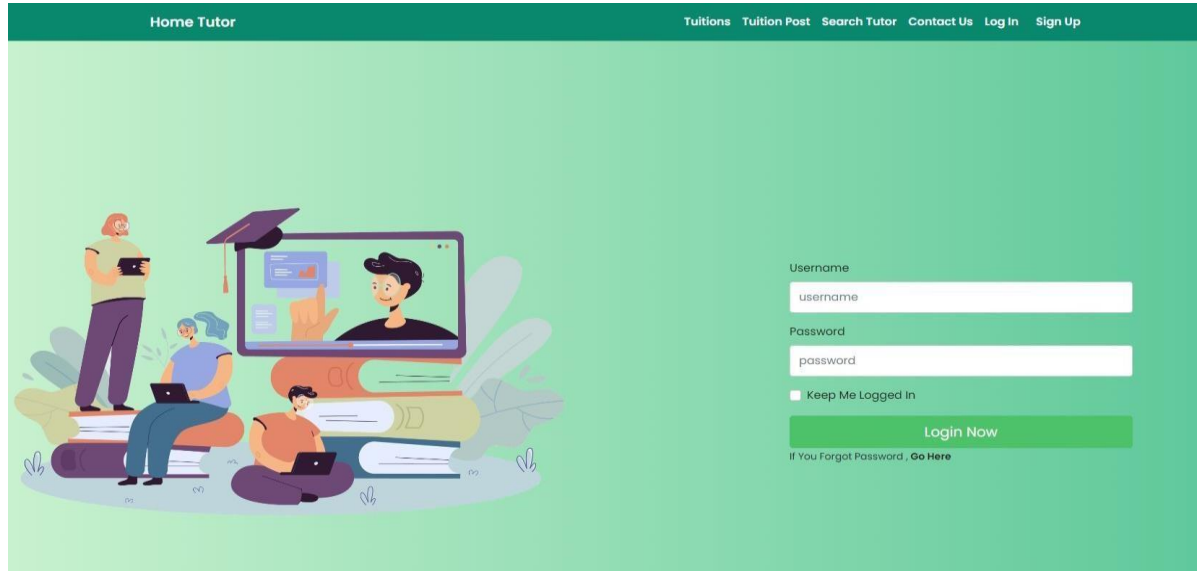 Home Tutor
Tuitions Tuition Post Search Tutor Contact Us Log In Sign Up
Username
username
Password
password
Keep Me Logged In
Login Now
If You Forgot Password , Go Here